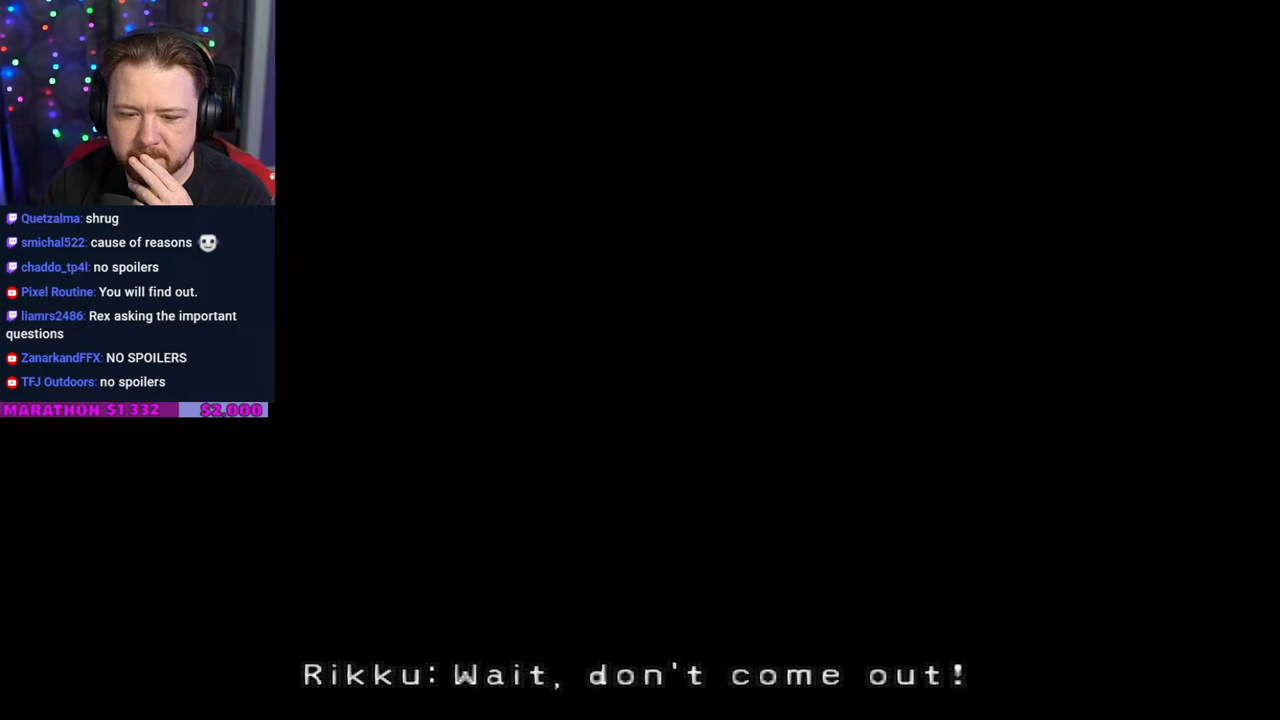 Quetzalma: shrug
smichal522: cause of reasons
chaddo_tp4l: no spoilers
Pixel Routine: You will find out.
liamrs2486: Rex asking the important
questions
ZanarkandFFX: NO SPOILERS
TFJ Outdoors: no spoilers
MARATHON $1,332 $2,000
Rikku: Wait, don't come out!